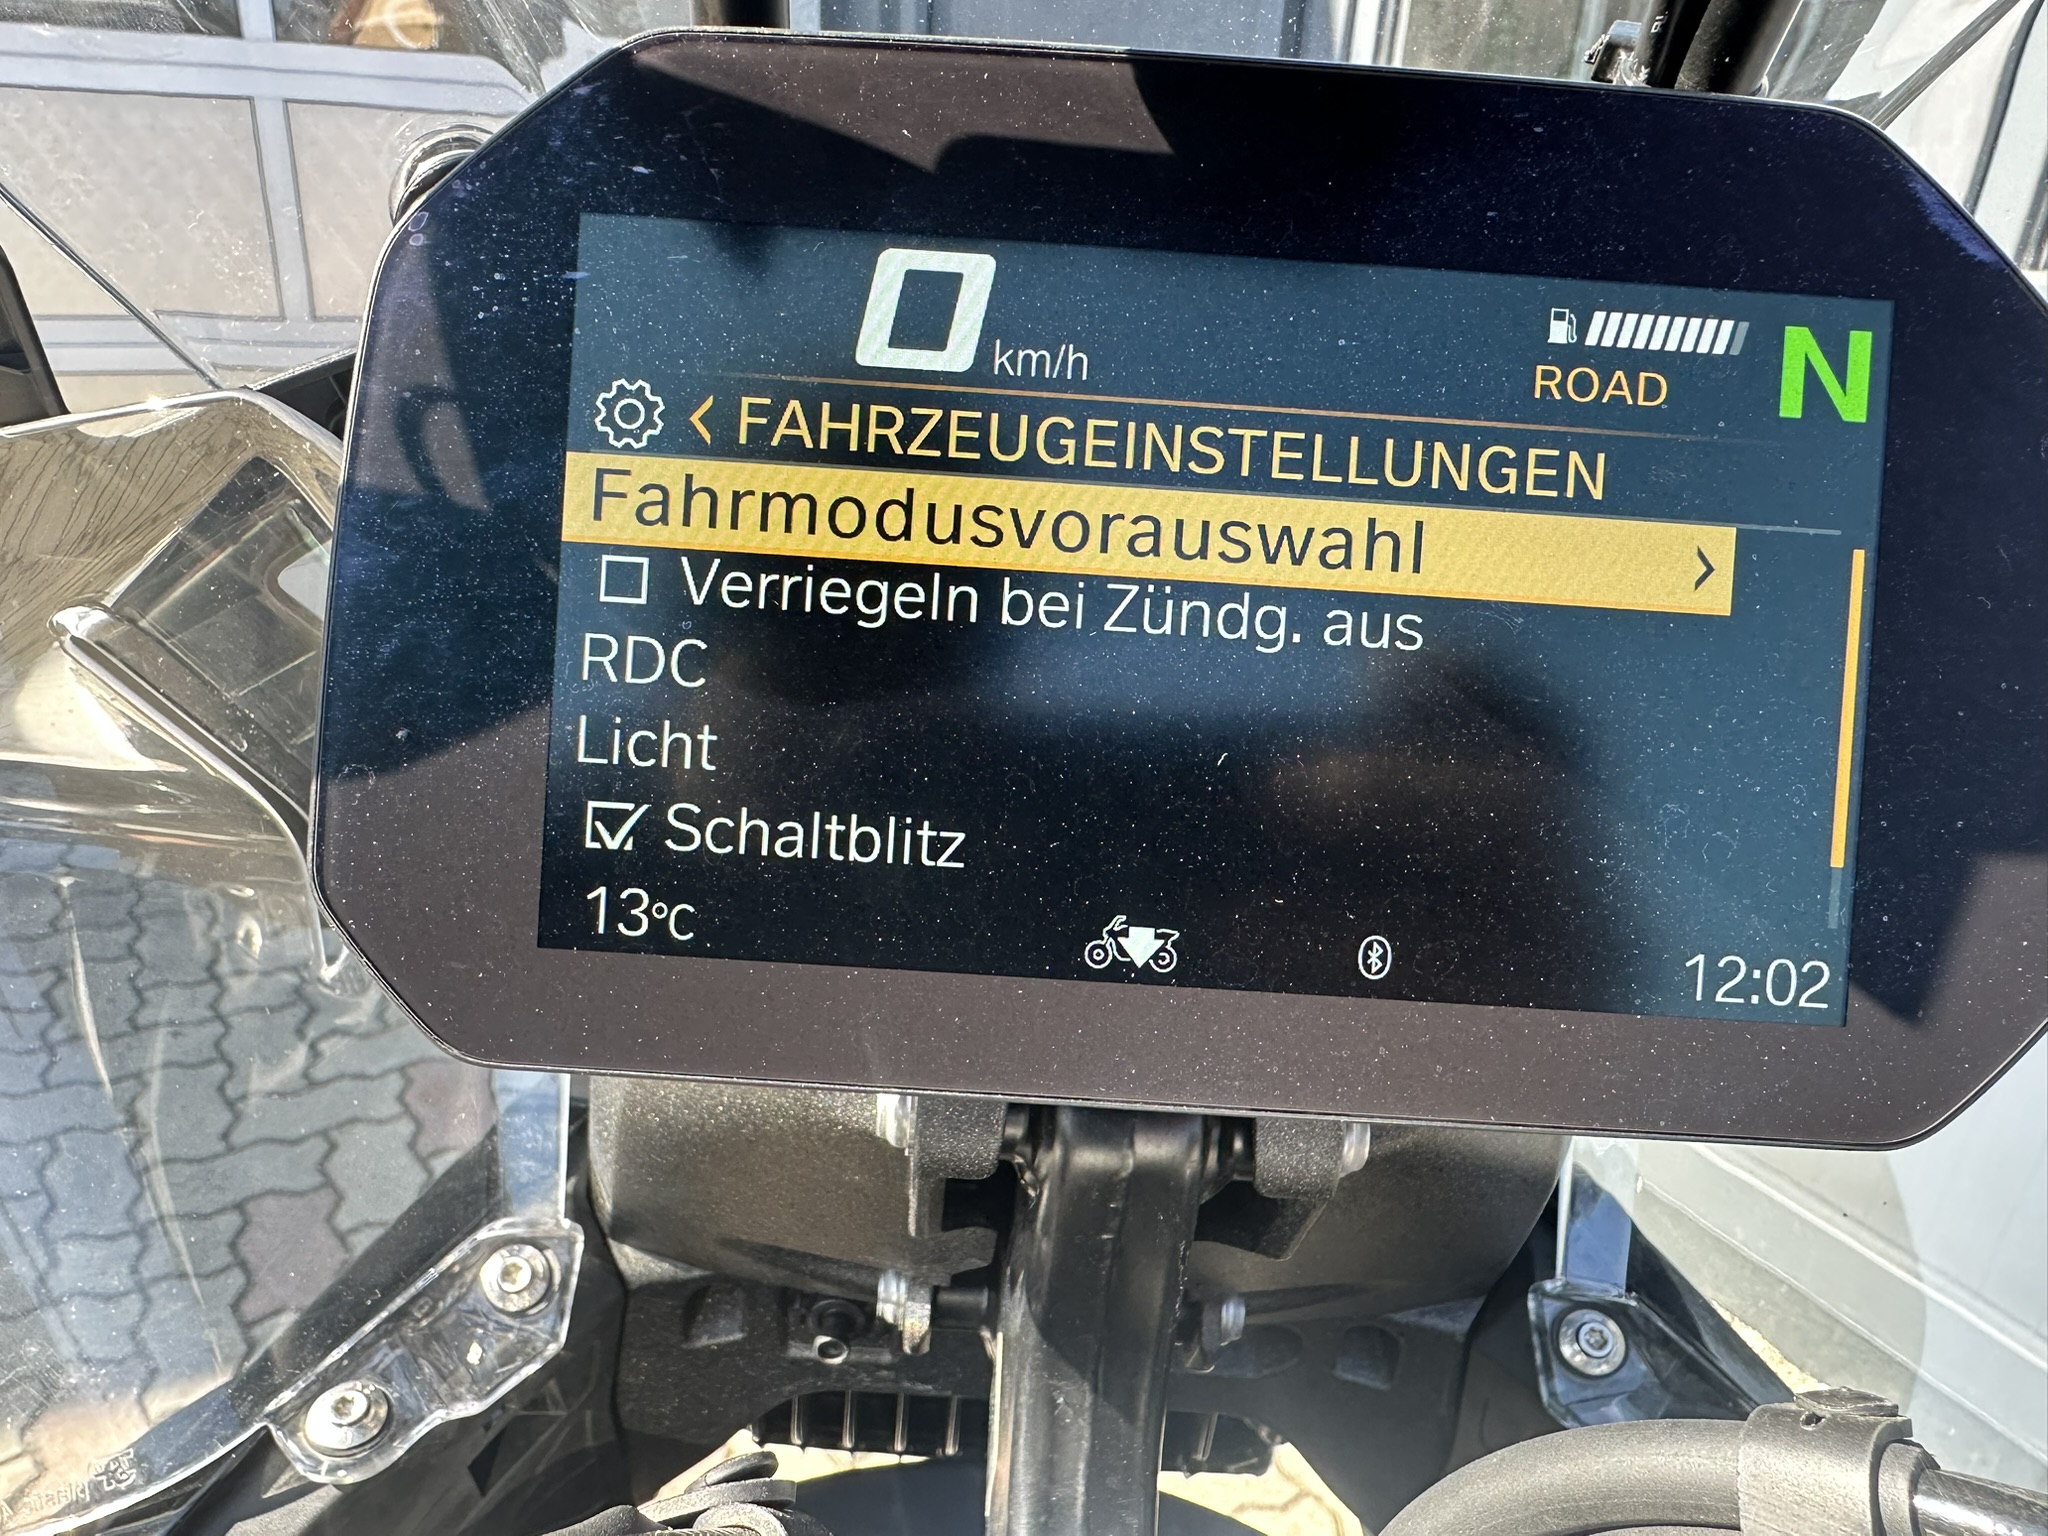 0 km/h
ROAD
N
< FAHRZEUGEINSTELLUNGEN
Fahrmodusvorauswahl >
Verriegeln bei Zündg. aus
RDC
Licht
Schaltblitz
13°C
12:02